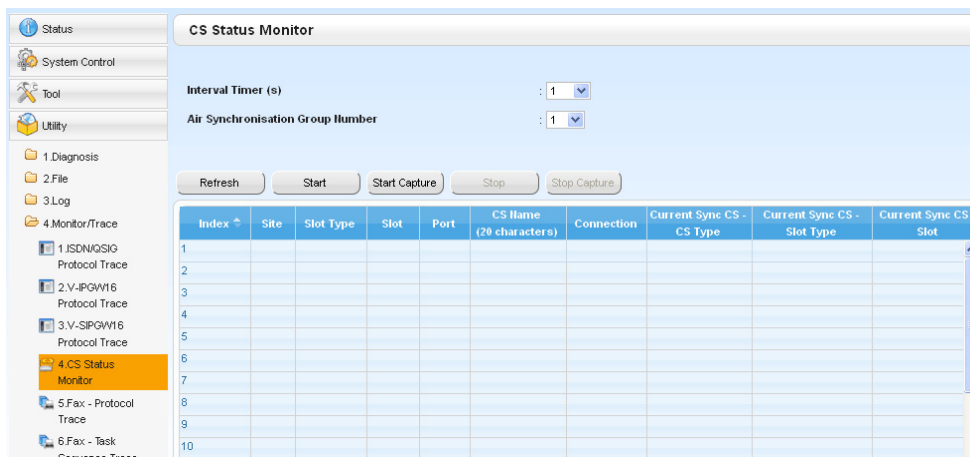 Status
System Control
Tool
Utility
1.Diagnosis
2.File
3.Log
4.Monitor/Trace
1.ISDN/QSIG
Protocol Trace
2.V-IPGW16
Protocol Trace
3.V-SIPGW16
Protocol Trace
4.CS Status
Monitor
5.Fax - Protocol
Trace
6.Fax - Task
CS Status Monitor
Interval Timer (s) : 1
Air Synchronisation Group Number : 1
Refresh Start Start Capture Stop Stop Capture
Index Site Slot Type Slot Port CS Name (20 characters) Connection Current Sync CS - CS Type Current Sync CS - Slot Type Current Sync CS Slot
1
2
3
4
5
6
7
8
9
10